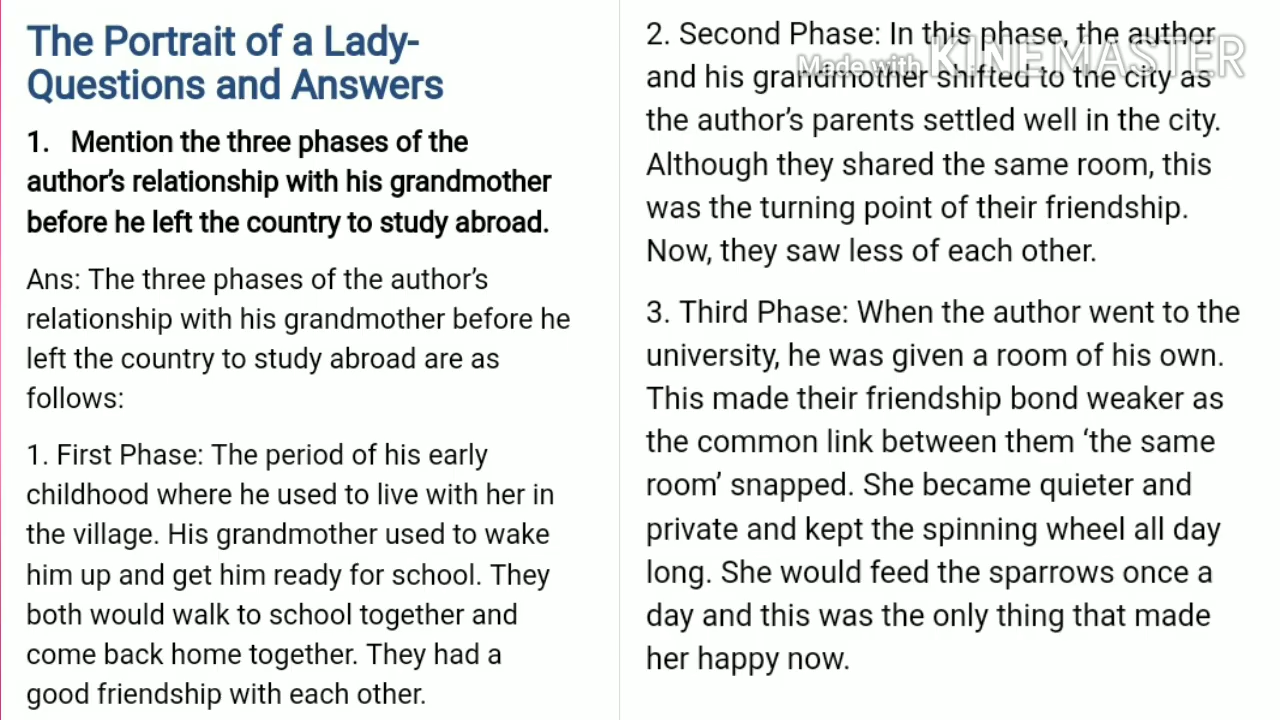 The Portrait of a Lady-
Questions and Answers
1. Mention the three phases of the
author’s relationship with his grandmother
before he left the country to study abroad.
Ans: The three phases of the author’s
relationship with his grandmother before he
left the country to study abroad are as
follows:
1. First Phase: The period of his early
childhood where he used to live with her in
the village. His grandmother used to wake
him up and get him ready for school. They
both would walk to school together and
come back home together. They had a
good friendship with each other.
2. Second Phase: In this phase, the author
Made with KINEMASTER
and his grandmother shifted to the city as
the author’s parents settled well in the city.
Although they shared the same room, this
was the turning point of their friendship.
Now, they saw less of each other.
3. Third Phase: When the author went to the
university, he was given a room of his own.
This made their friendship bond weaker as
the common link between them ‘the same
room’ snapped. She became quieter and
private and kept the spinning wheel all day
long. She would feed the sparrows once a
day and this was the only thing that made
her happy now.